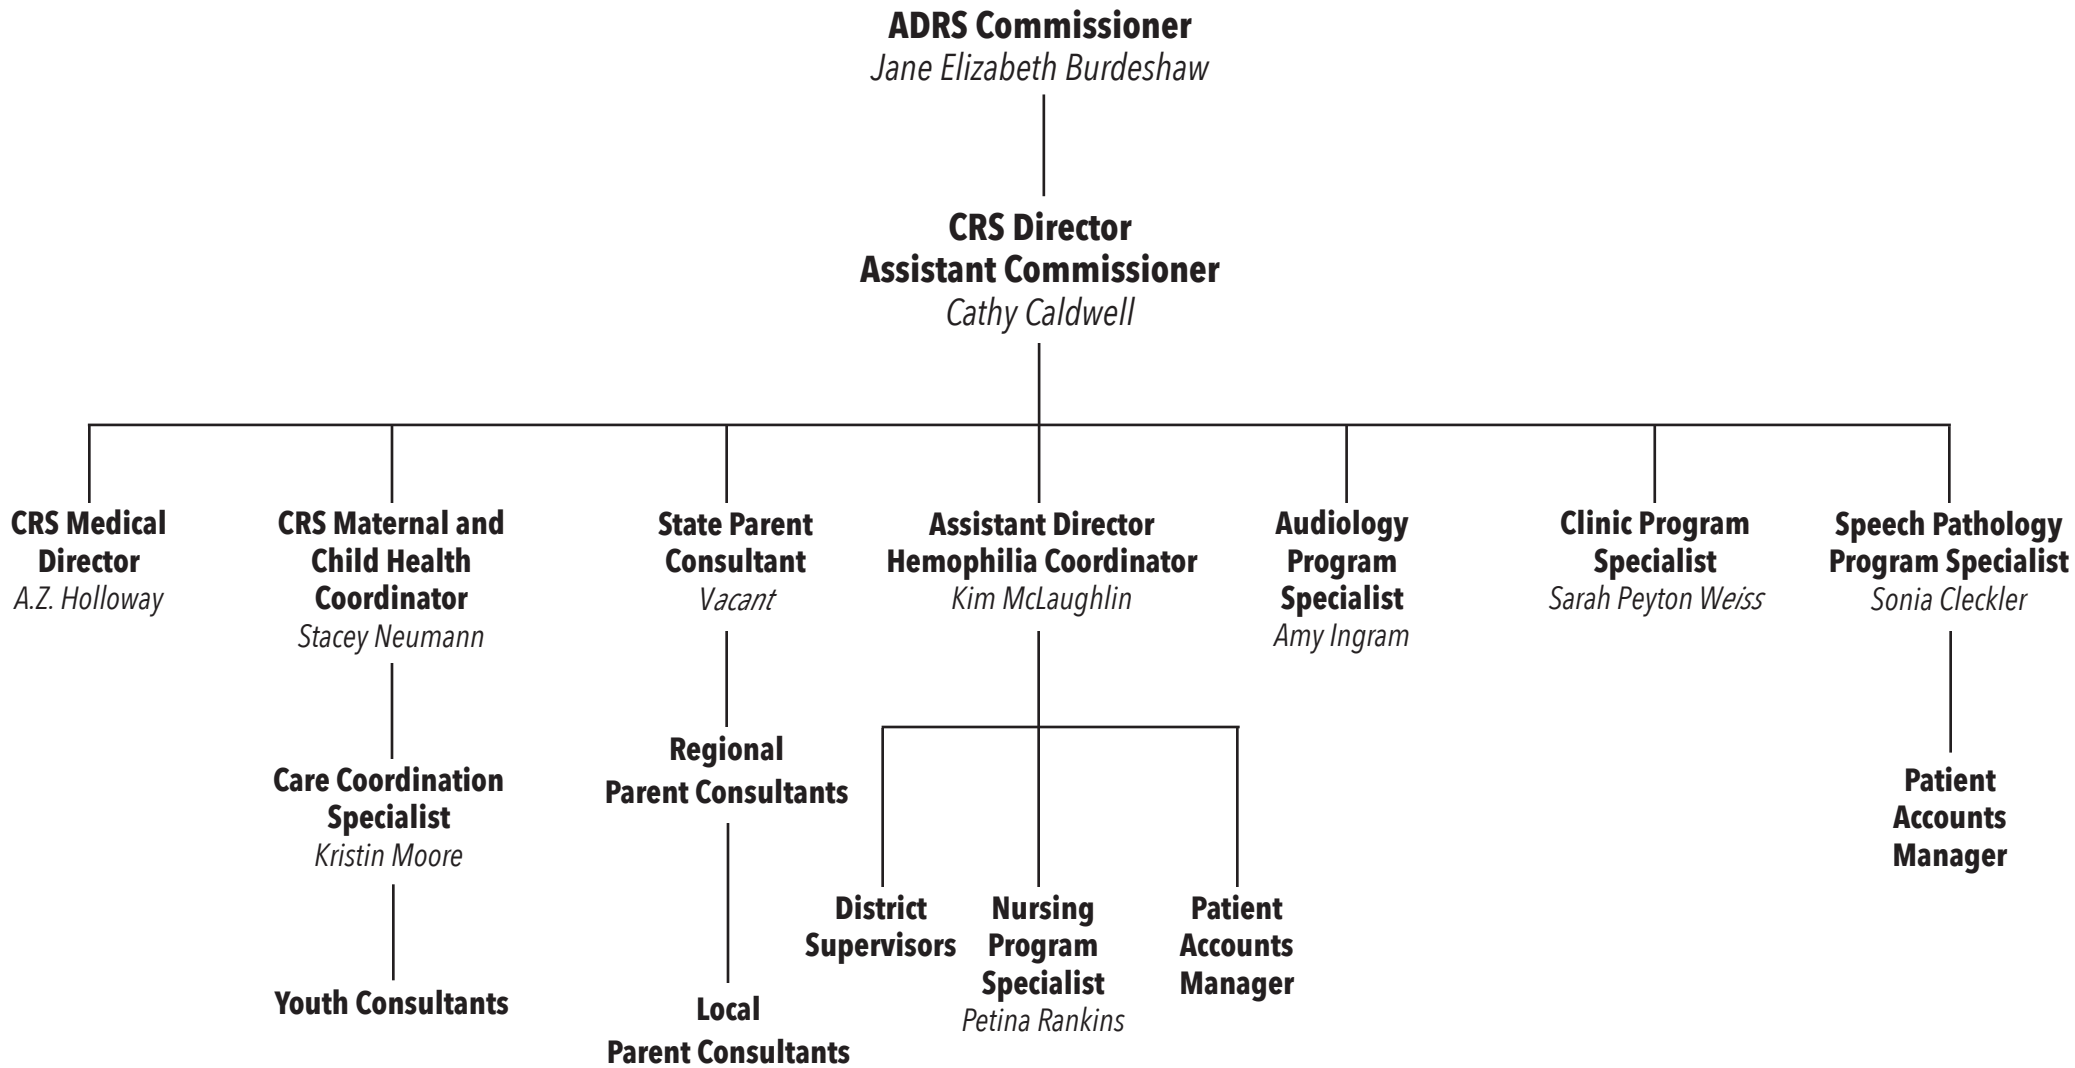 ADRS Commissioner
Jane Elizabeth Burdeshaw
CRS Director
Assistant Commissioner
Cathy Caldwell
CRS Medical
Director
A.Z. Holloway
CRS Maternal and
Child Health
Coordinator
Stacey Neumann
State Parent
Consultant
Vacant
Assistant Director
Hemophilia Coordinator
Kim McLaughlin
Audiology
Program
Specialist
Amy Ingram
Clinic Program
Specialist
Sarah Peyton Weiss
Speech Pathology
Program Specialist
Sonia Cleckler
Care Coordination
Specialist
Kristin Moore
Regional
Parent Consultants
Patient
Accounts
Manager
Youth Consultants
Local
Parent Consultants
District
Supervisors
Nursing
Program
Specialist
Petina Rankins
Patient
Accounts
Manager